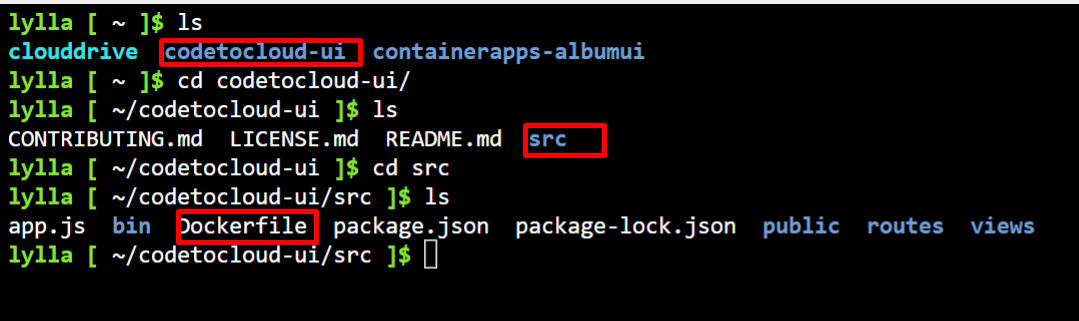 lylla [ ~ ]$ ls
clouddrive codetocloud-ui containerapps-albumui
lylla [ ~ ]$ cd codetocloud-ui/
lylla [ ~/codetocloud-ui ]$ ls
CONTRIBUTING.md LICENSE.md README.md src
lylla [ ~/codetocloud-ui ]$ cd src
lylla [ ~/codetocloud-ui/src ]$ ls
app.js bin Dockerfile package.json package-lock.json public routes views
lylla [ ~/codetocloud-ui/src ]$